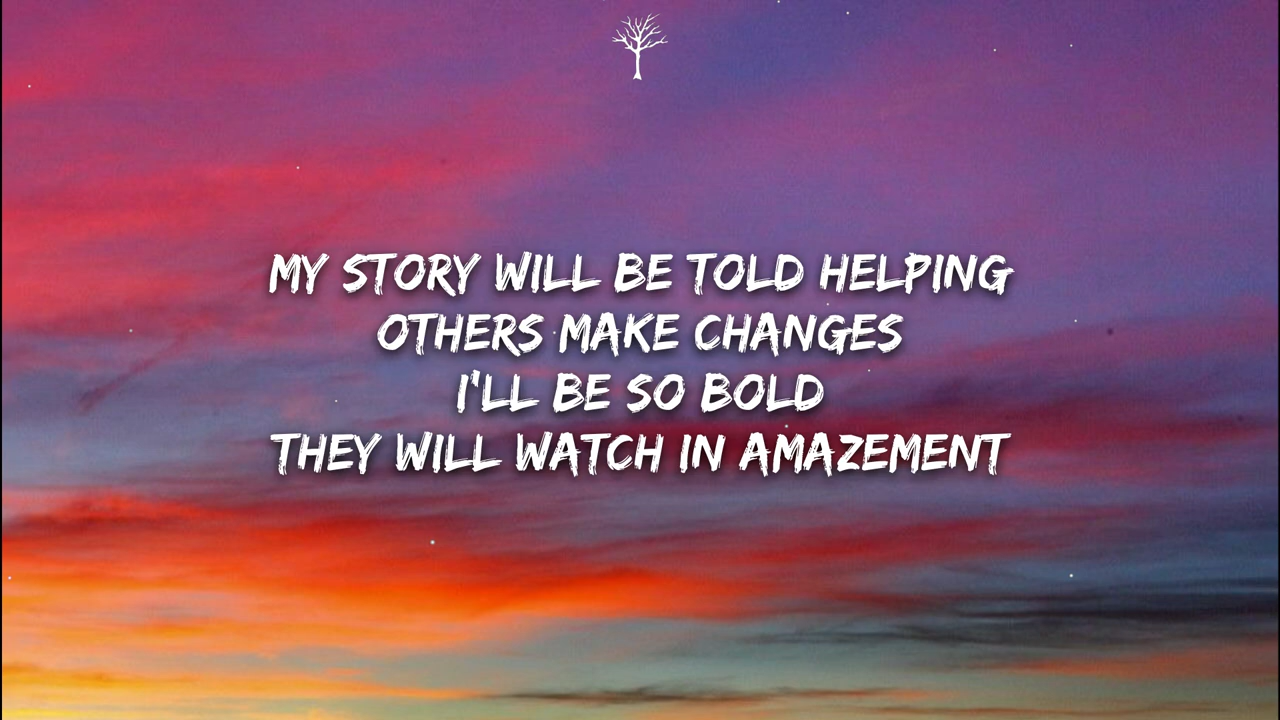 MY STORY WILL BE TOLD HELPING
OTHERS MAKE CHANGES
I'LL BE SO BOLD
THEY WILL WATCH IN AMAZEMENT